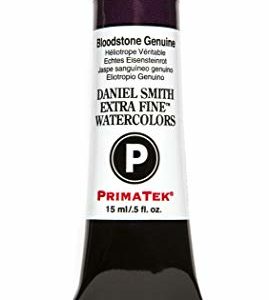 Bloodstone Genuine
Héliotrope Véritable
Echtes Eisensteinrot
Jaspe sanguíneo genuino
Eliotropio Genuino
DANIEL SMITH
EXTRA FINE™
WATERCOLORS
P
PRIMATEK®
15 ml/.5 fl. oz.